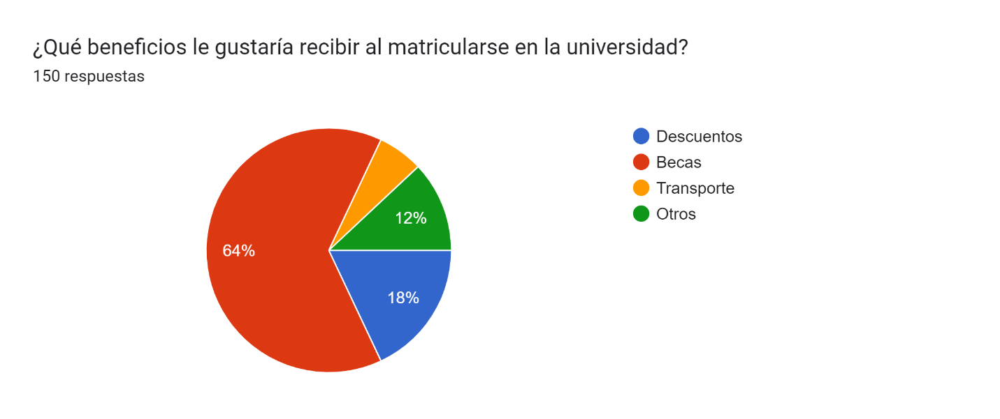 ¿Qué beneficios le gustaría recibir al matricularse en la universidad?
150 respuestas
Descuentos
Becas
Transporte
Otros
12%
64%
18%